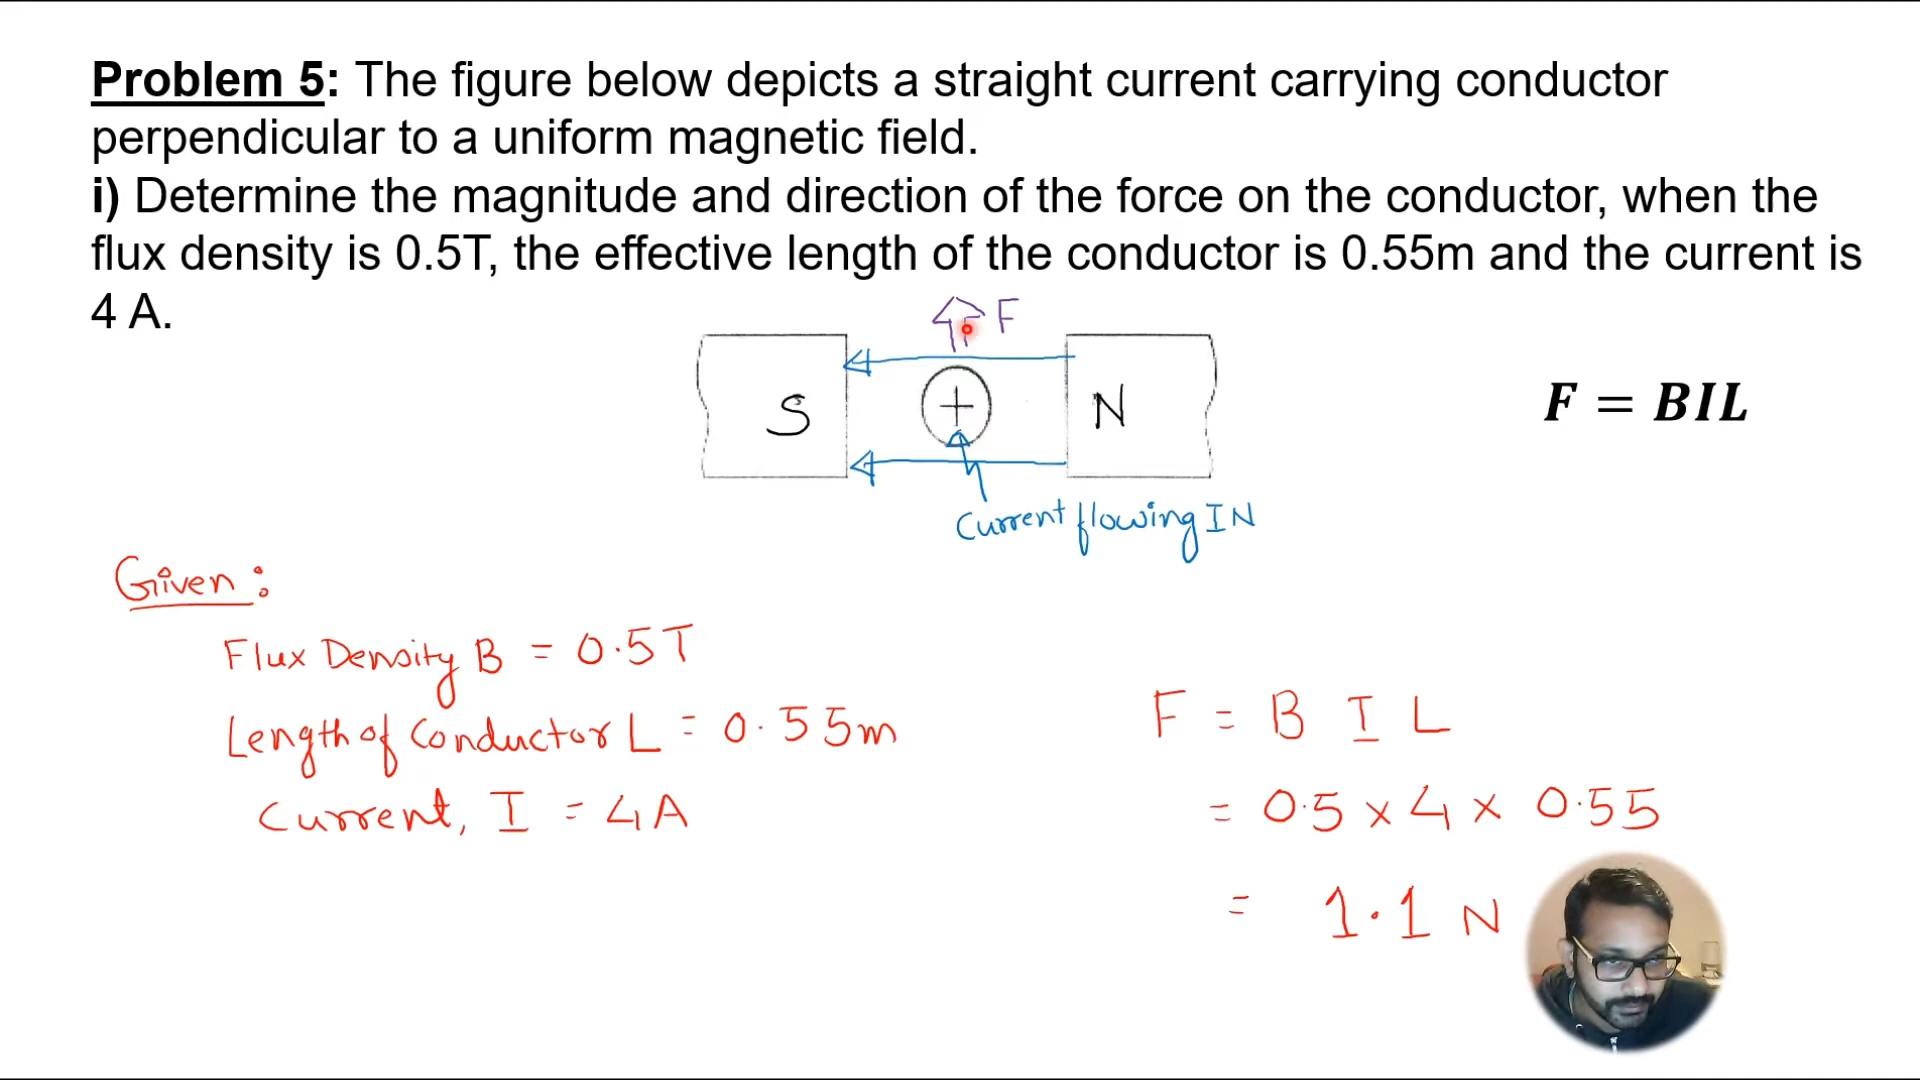 Problem 5: The figure below depicts a straight current carrying conductor
perpendicular to a uniform magnetic field.
i) Determine the magnitude and direction of the force on the conductor, when the
flux density is 0.5T, the effective length of the conductor is 0.55m and the current is
4 A.
F
S
+
N
F = BIL
Current flowing IN
Given :
Flux Density B = 0.5T
Length of Conductor L = 0.55m
Current, I = 4A
F = B I L
= 0.5 x 4 x 0.55
= 1.1 N